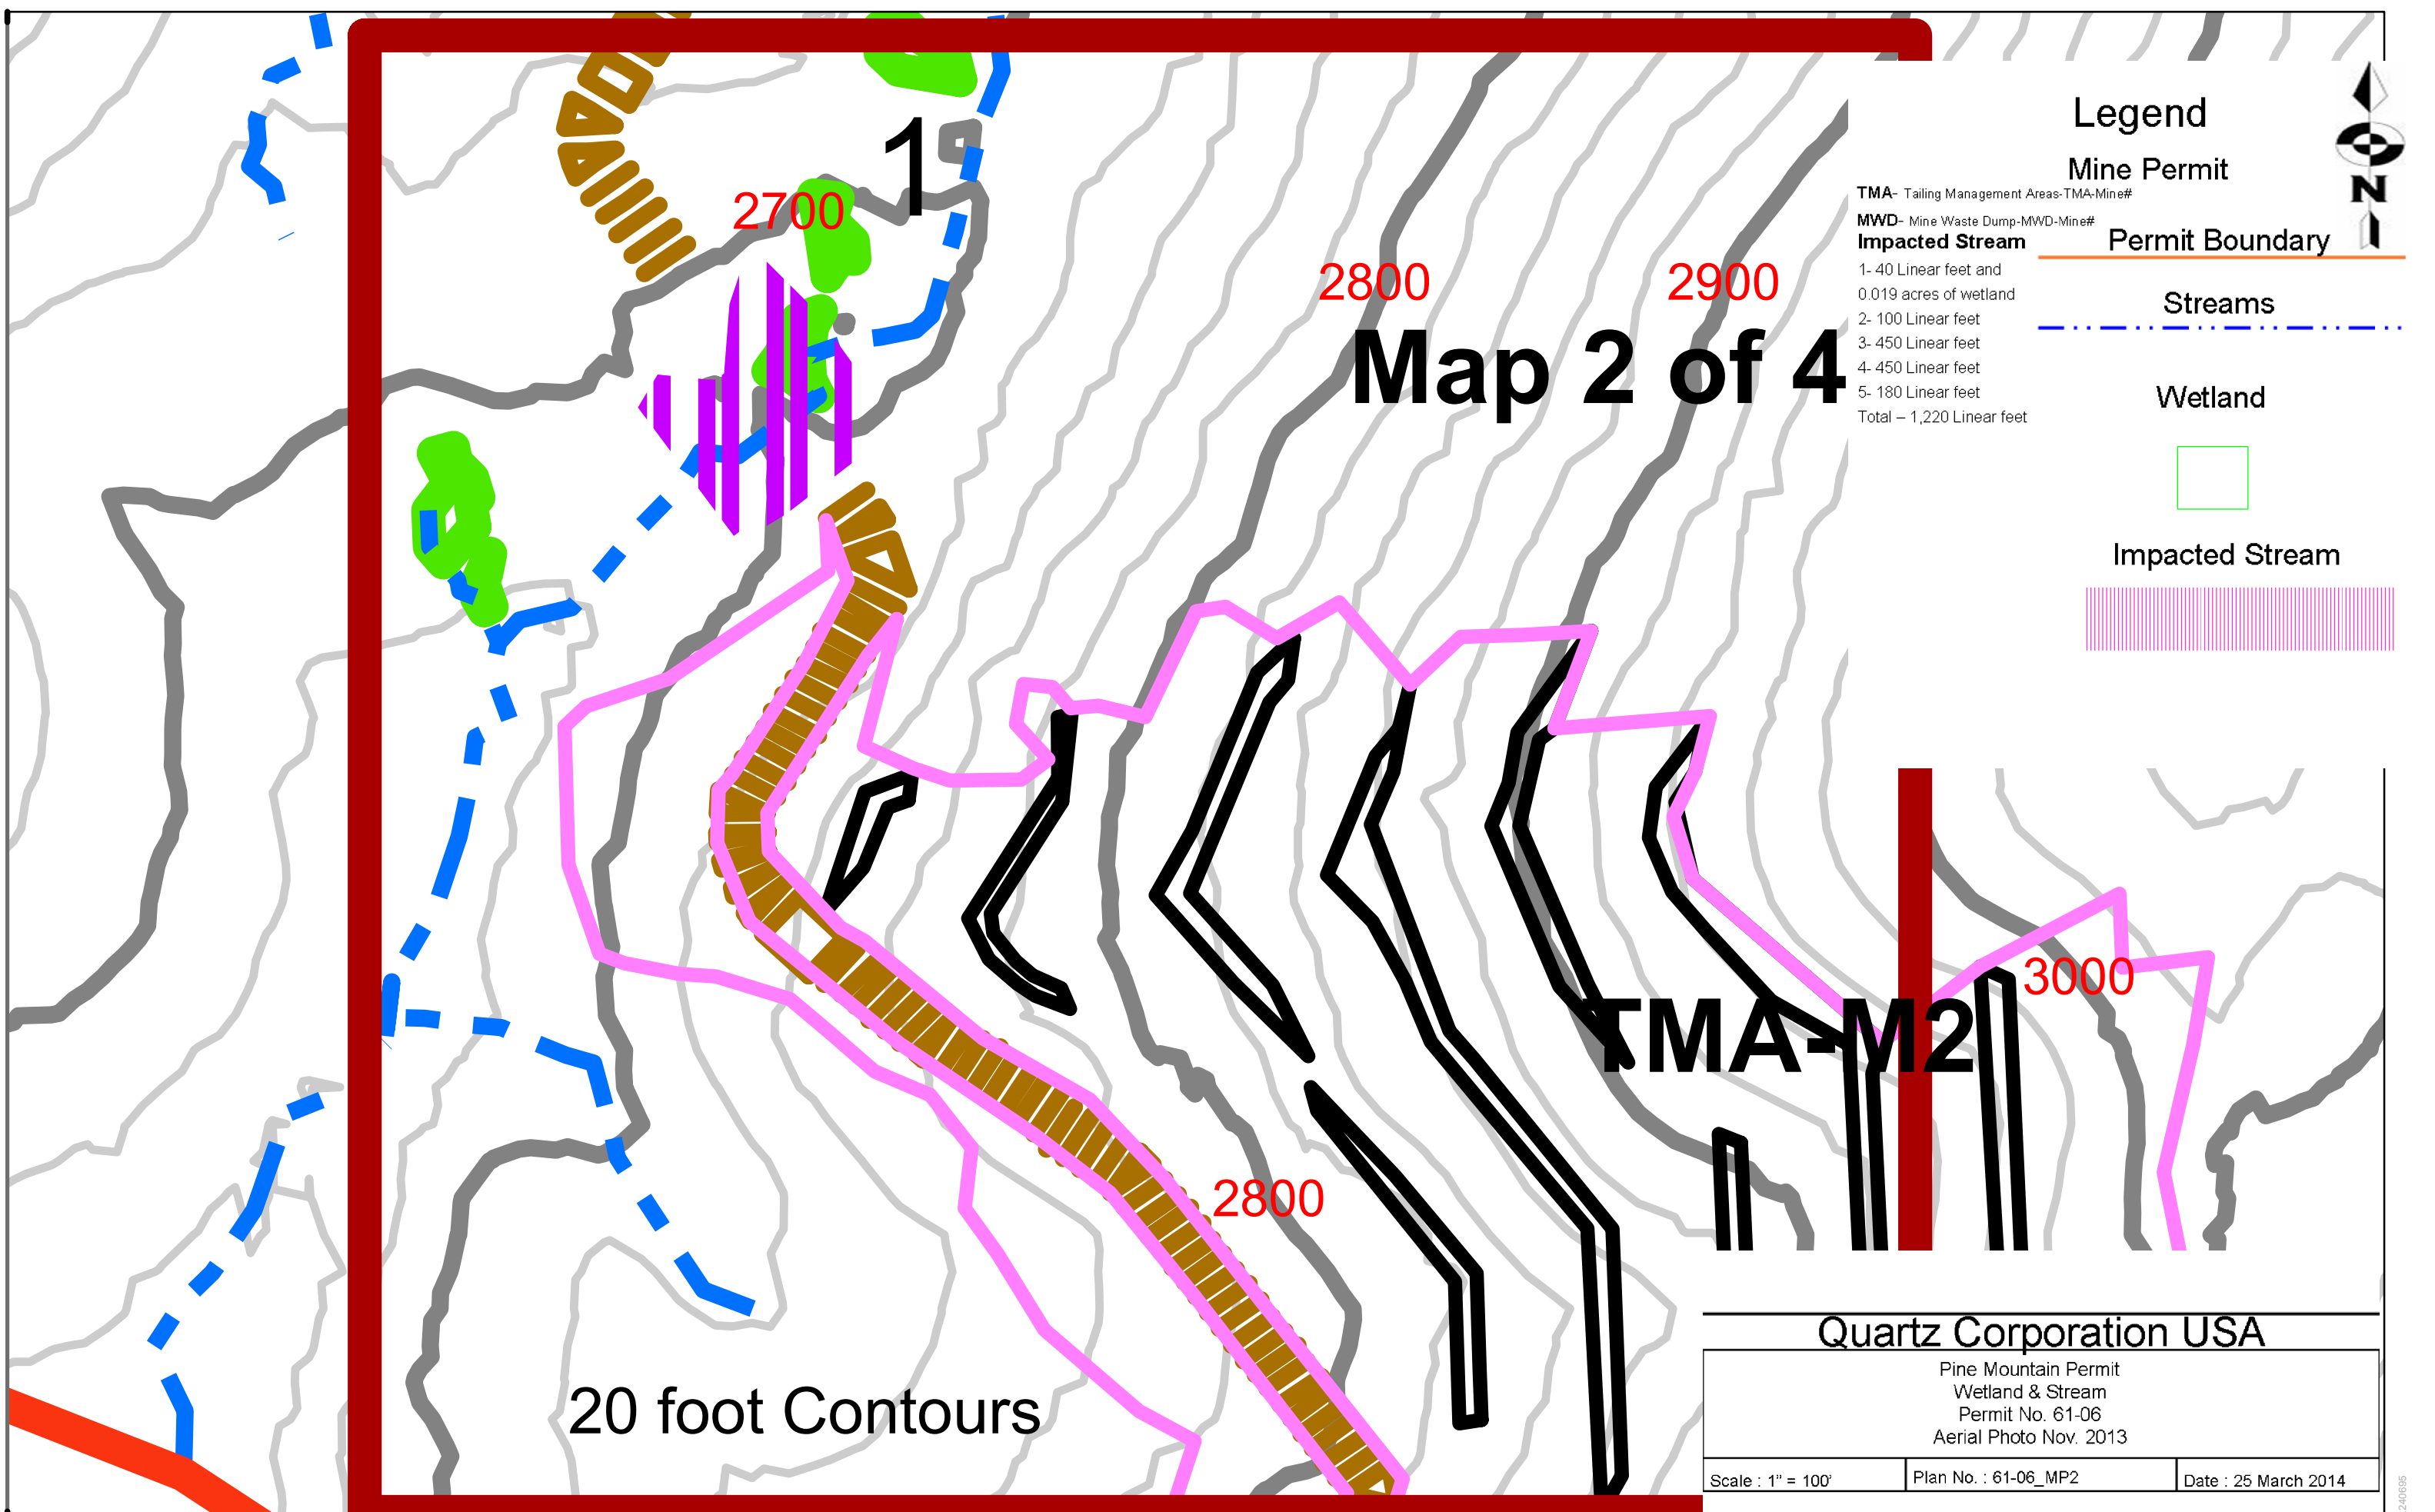 1
2700
2800
2900
Map 2 of 4
Legend
Mine Permit
TMA- Tailing Management Areas-TMA-Mine#
MWD- Mine Waste Dump-MWD-Mine#
Impacted Stream
1- 40 Linear feet and
0.019 acres of wetland
2- 100 Linear feet
3- 450 Linear feet
4- 450 Linear feet
5- 180 Linear feet
Total – 1,220 Linear feet
Permit Boundary
Streams
Wetland
Impacted Stream
N
3000
TMA-M2
2800
20 foot Contours
Quartz Corporation USA
Pine Mountain Permit
Wetland & Stream
Permit No. 61-06
Aerial Photo Nov. 2013
Scale : 1" = 100'
Plan No. : 61-06_MP2
Date : 25 March 2014
240695